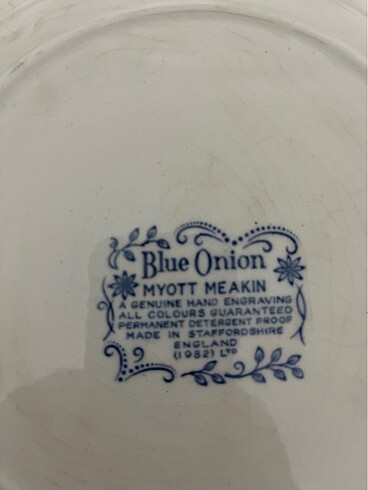 Blue Onion
MYOTT MEAKIN
A GENUINE HAND ENGRAVING
ALL COLOURS GUARANTEED
PERMANENT DETERGENT PROOF
MADE IN STAFFORDSHIRE
ENGLAND
(1982) LTD